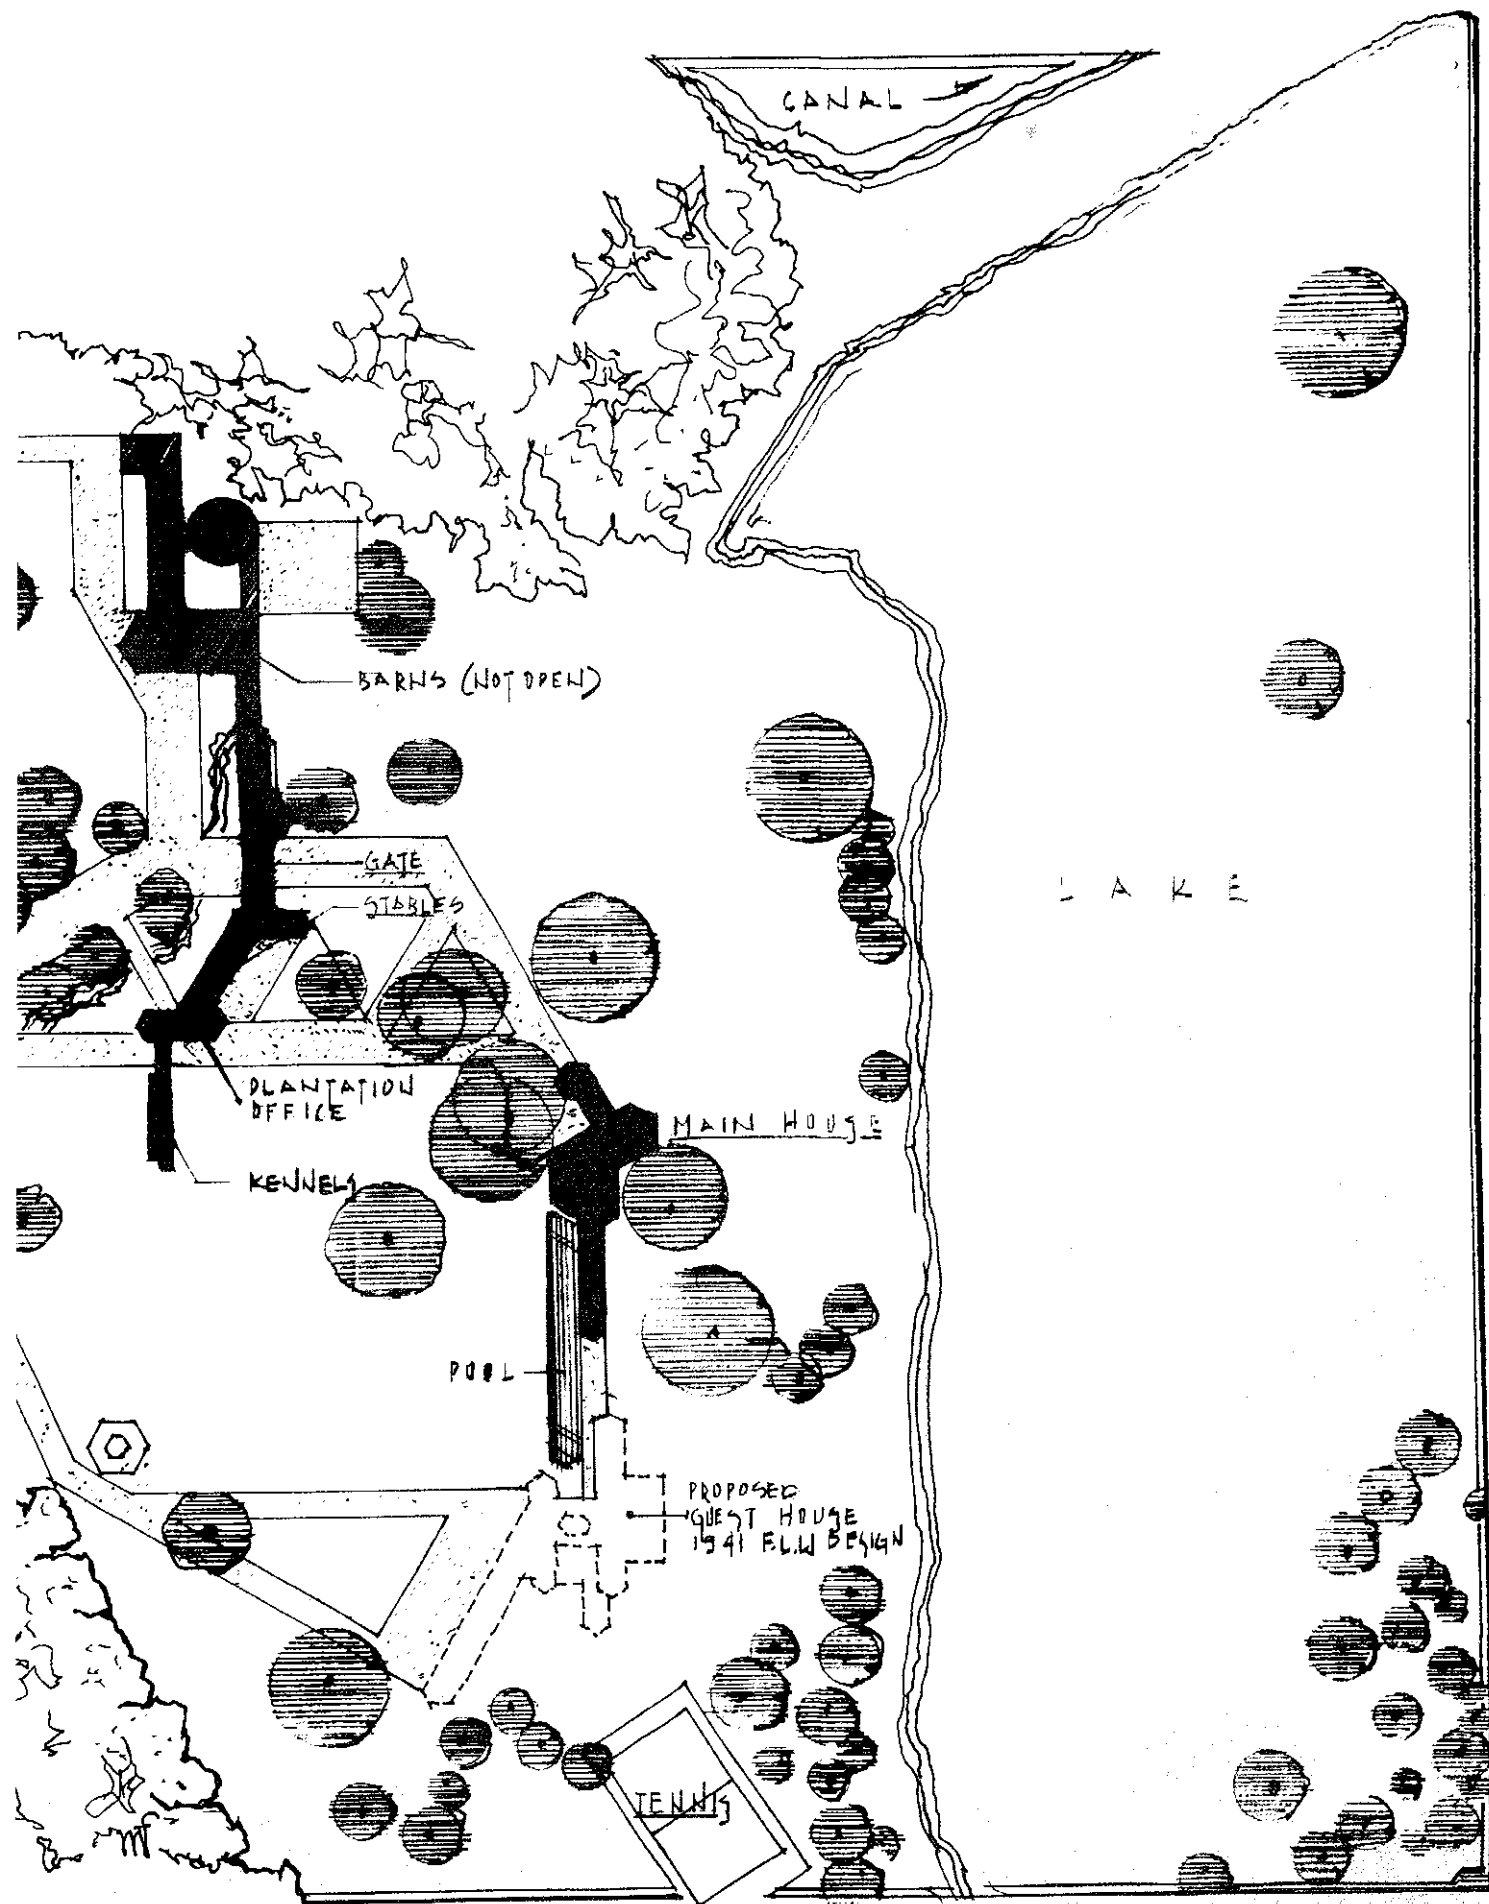 CANAL
BARNS (NOT OPEN)
GATE
STABLES
LAKE
PLANTATION
OFFICE
MAIN HOUSE
KENNELS
POOL
PROPOSED
GUEST HOUSE
1941 F.L.W DESIGN
TENNIS